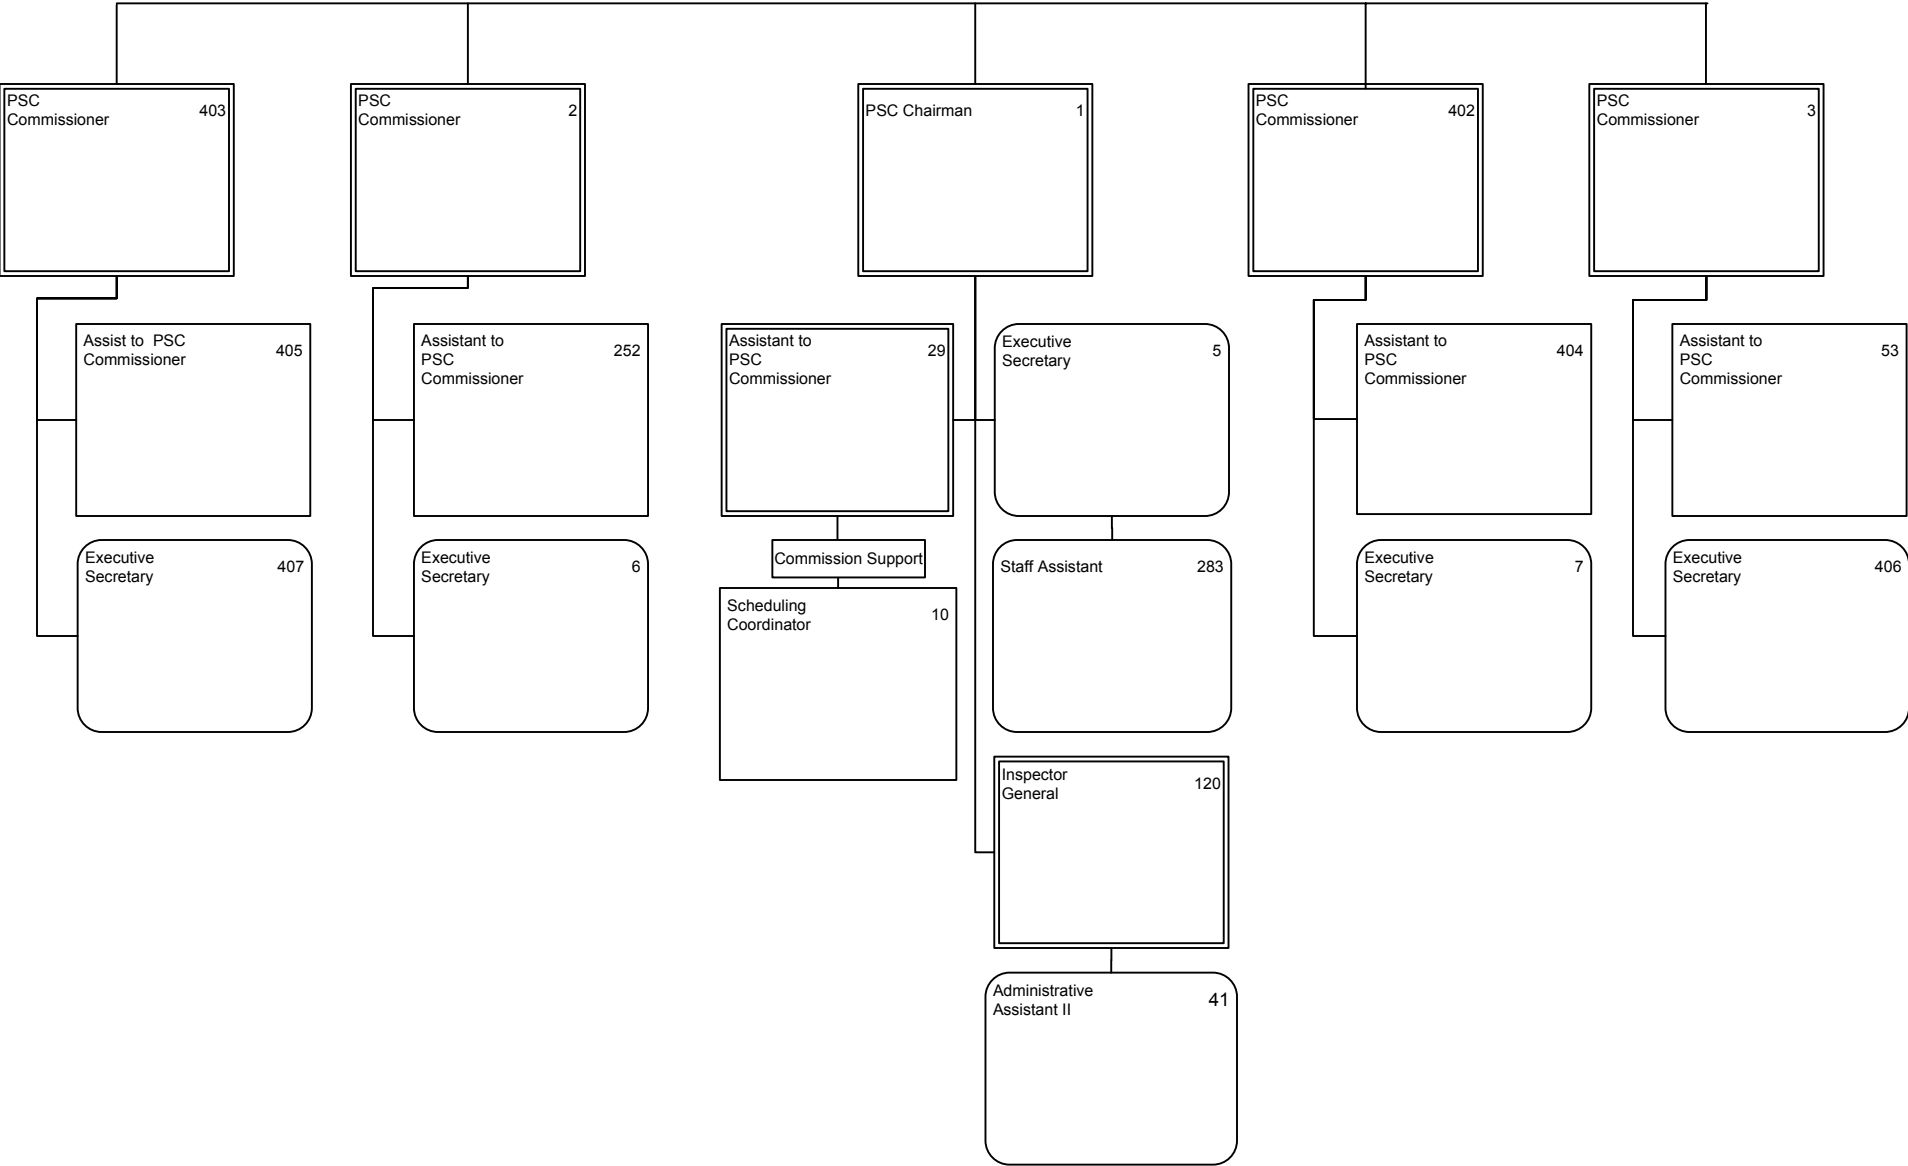 PSC
Commissioner
403
PSC
Commissioner
2
PSC Chairman
1
PSC
Commissioner
402
PSC
Commissioner
3
Assist to  PSC
Commissioner
405
Assistant to
PSC
Commissioner
252
Assistant to
PSC
Commissioner
29
Executive
Secretary
5
Assistant to
PSC
Commissioner
404
Assistant to
PSC
Commissioner
53
Executive
Secretary
407
Executive
Secretary
6
Commission Support
Scheduling
Coordinator
10
Staff Assistant
283
Executive
Secretary
7
Executive
Secretary
406
Inspector
General
120
Administrative
Assistant II
41